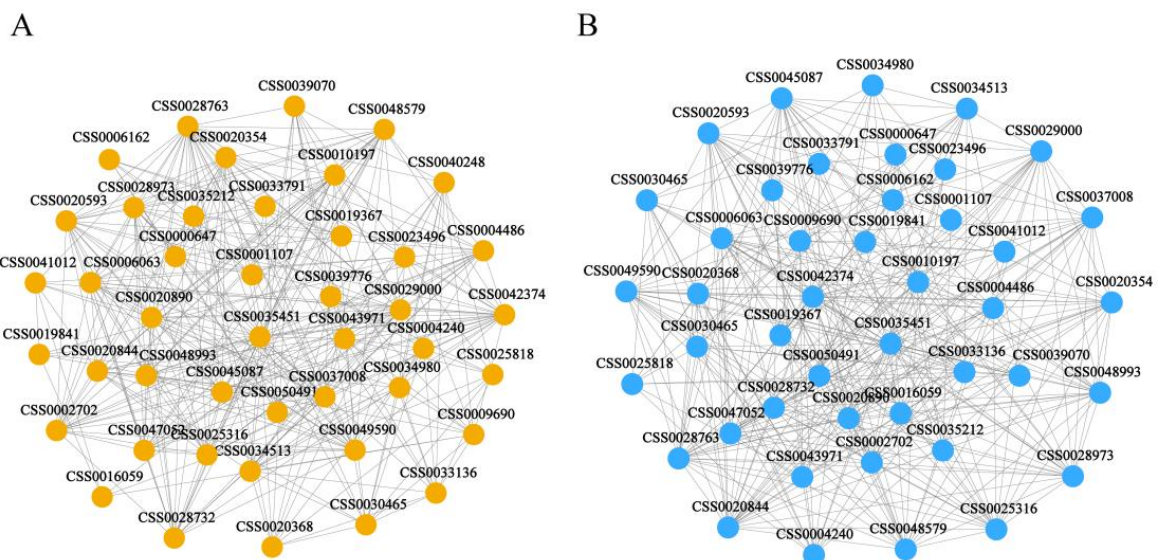 A
CSS0039070
CSS0028763
CSS0048579
CSS0006162
CSS0020354
CSS0010197
CSS0040248
CSS0028973
CSS0035212
CSS0033791
CSS0020593
CSS0019367
CSS0000647
CSS0001107
CSS0023496
CSS0004486
CSS0041012
CSS0006063
CSS0039776
CSS0029000
CSS0042374
CSS0020890
CSS0035451
CSS0043971
CSS0004240
CSS0019841
CSS0020844
CSS0048993
CSS0045087
CSS0037008
CSS0034980
CSS0025818
CSS0050491
CSS0002702
CSS0047052
CSS0025316
CSS0034513
CSS0049590
CSS0009690
CSS0016059
CSS0033136
CSS0030465
CSS0028732
CSS0020368
B
CSS0034980
CSS0045087
CSS0034513
CSS0020593
CSS0000647
CSS0029000
CSS0033791
CSS0023496
CSS0039776
CSS0006162
CSS0030465
CSS0001107
CSS0037008
CSS0006063
CSS0009690
CSS0019841
CSS0041012
CSS0049590
CSS0020368
CSS0042374
CSS0010197
CSS0004486
CSS0020354
CSS0019367
CSS0030465
CSS0035451
CSS0025818
CSS0050491
CSS0033136
CSS0039070
CSS0048993
CSS0028732
CSS0020890
CSS0016059
CSS0047052
CSS0028763
CSS0043971
CSS0002702
CSS0035212
CSS0028973
CSS0020844
CSS0004240
CSS0048579
CSS0025316